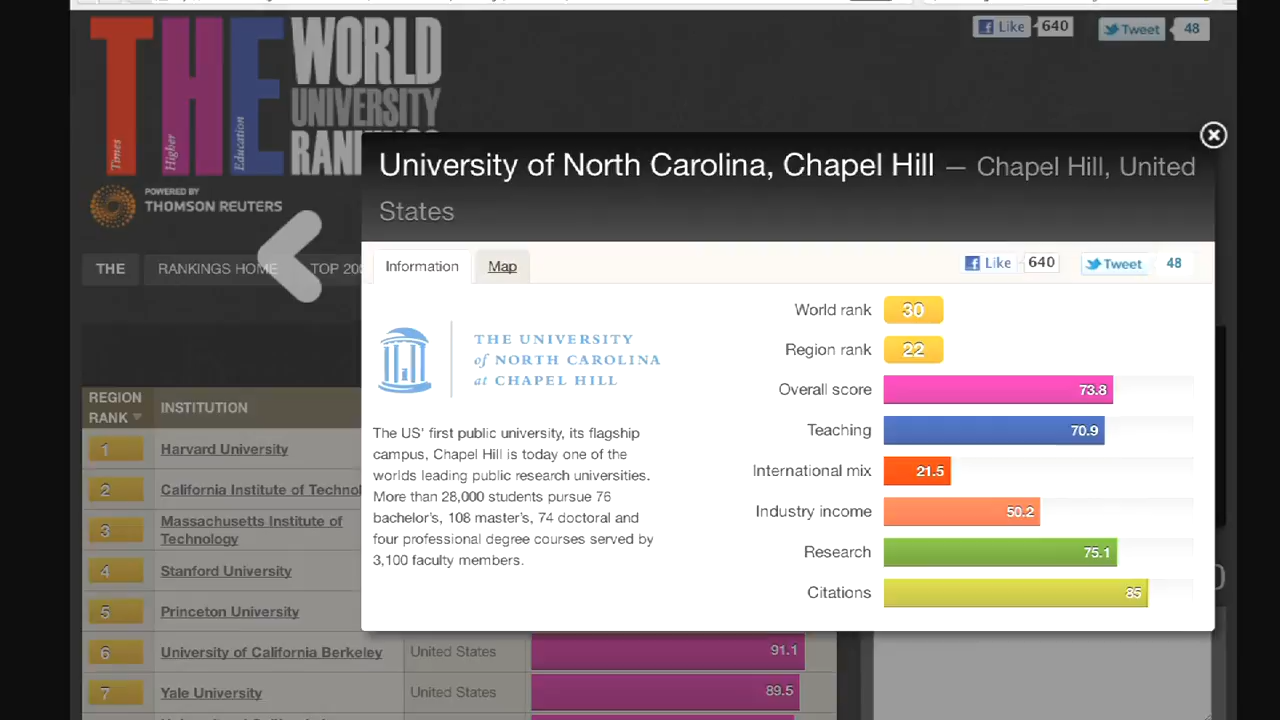 Like 640
Tweet 48
THE
Times
Higher
Education
WORLD
UNIVERSITY
POWERED BY
THOMSON REUTERS
University of North Carolina, Chapel Hill — Chapel Hill, United
States
THE
RANKINGS HOME
Information
Map
Like 640
Tweet 48
THE UNIVERSITY
of NORTH CAROLINA
at CHAPEL HILL
The US' first public university, its flagship
campus, Chapel Hill is today one of the
worlds leading public research universities.
More than 28,000 students pursue 76
bachelor's, 108 master's, 74 doctoral and
four professional degree courses served by
3,100 faculty members.
World rank 30
Region rank 22
Overall score 73.8
Teaching 70.9
International mix 21.5
Industry income 50.2
Research 75.1
Citations 85
REGION
RANK
INSTITUTION
1 Harvard University
2 California Institute of
3 Massachusetts Institute of
Technology
4 Stanford University
5 Princeton University
6 University of California Berkeley United States 91.1
7 Yale University United States 89.5